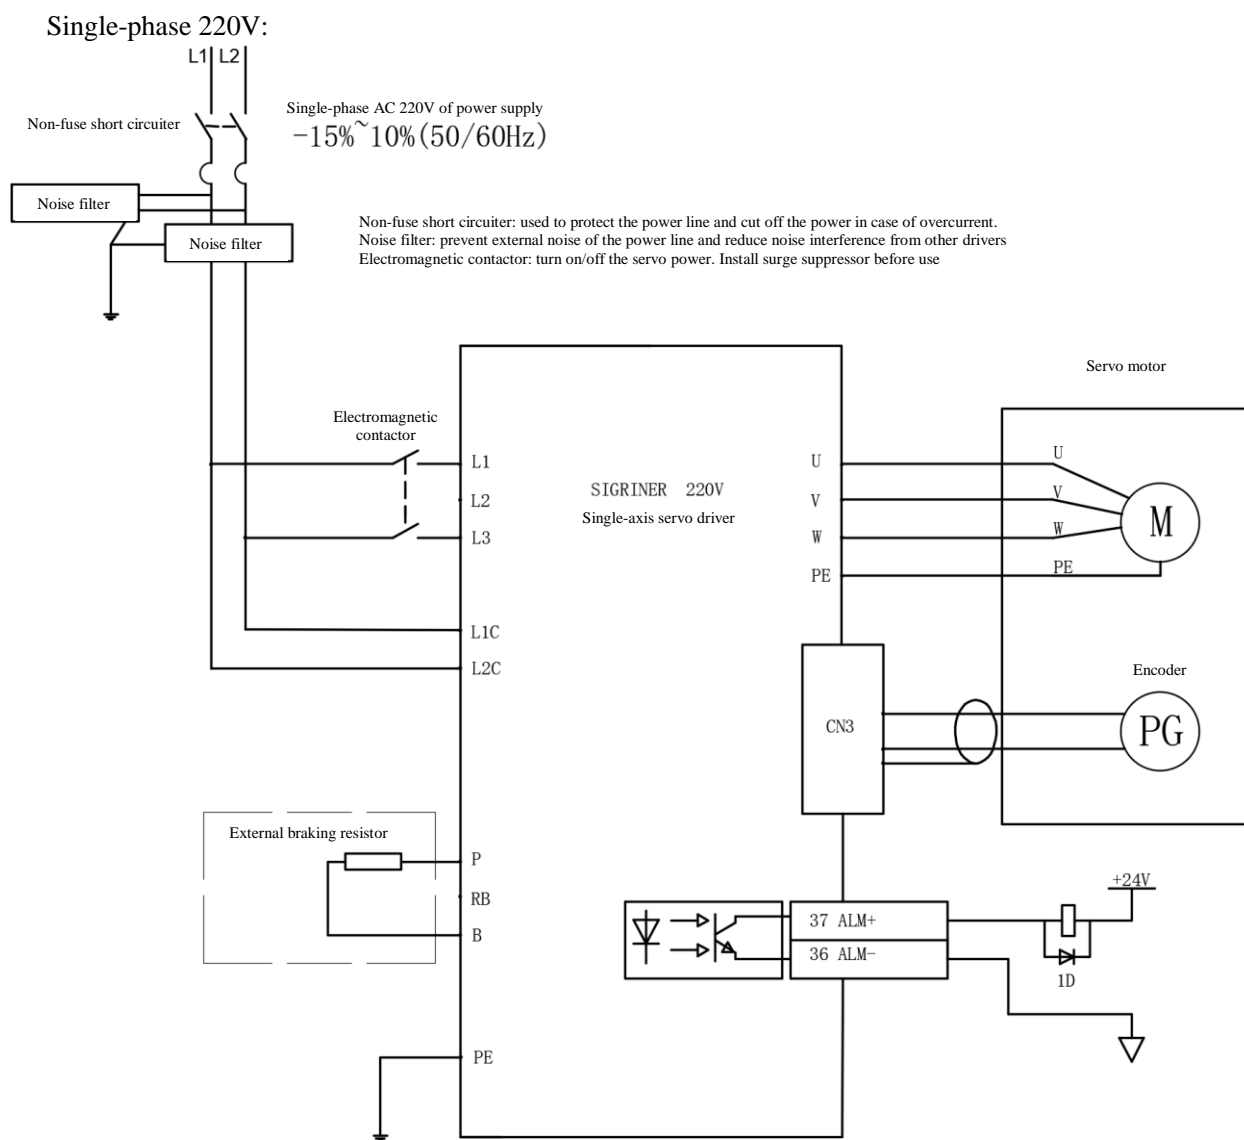 Single-phase 220V:
L1 L2
Single-phase AC 220V of power supply
Non-fuse short circuiter
-15%~10%(50/60Hz)
Noise filter
Noise filter
Non-fuse short circuiter: used to protect the power line and cut off the power in case of overcurrent.
Noise filter: prevent external noise of the power line and reduce noise interference from other drivers
Electromagnetic contactor: turn on/off the servo power. Install surge suppressor before use
Servo motor
Electromagnetic
contactor
L1
L2
L3
SIGRINER 220V
Single-axis servo driver
U
V
W
PE
U
V
W
PE
M
L1C
L2C
CN3
Encoder
PG
External braking resistor
P
RB
B
37 ALM+
36 ALM-
+24V
1D
PE